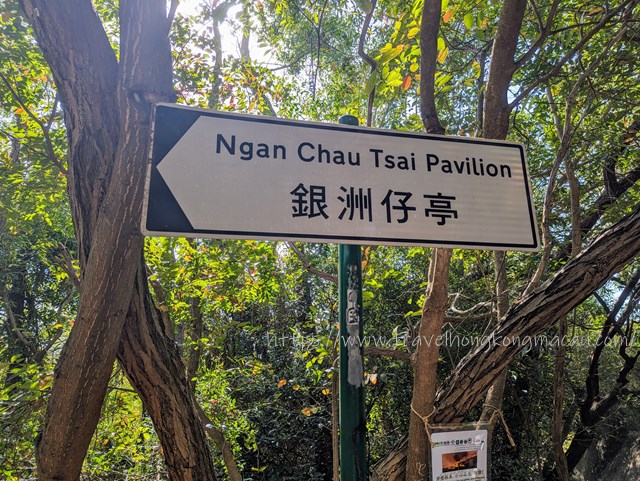 Ngan Chau Tsai Pavilion
銀洲仔亭
https://www.travelhongkongmacau.com/